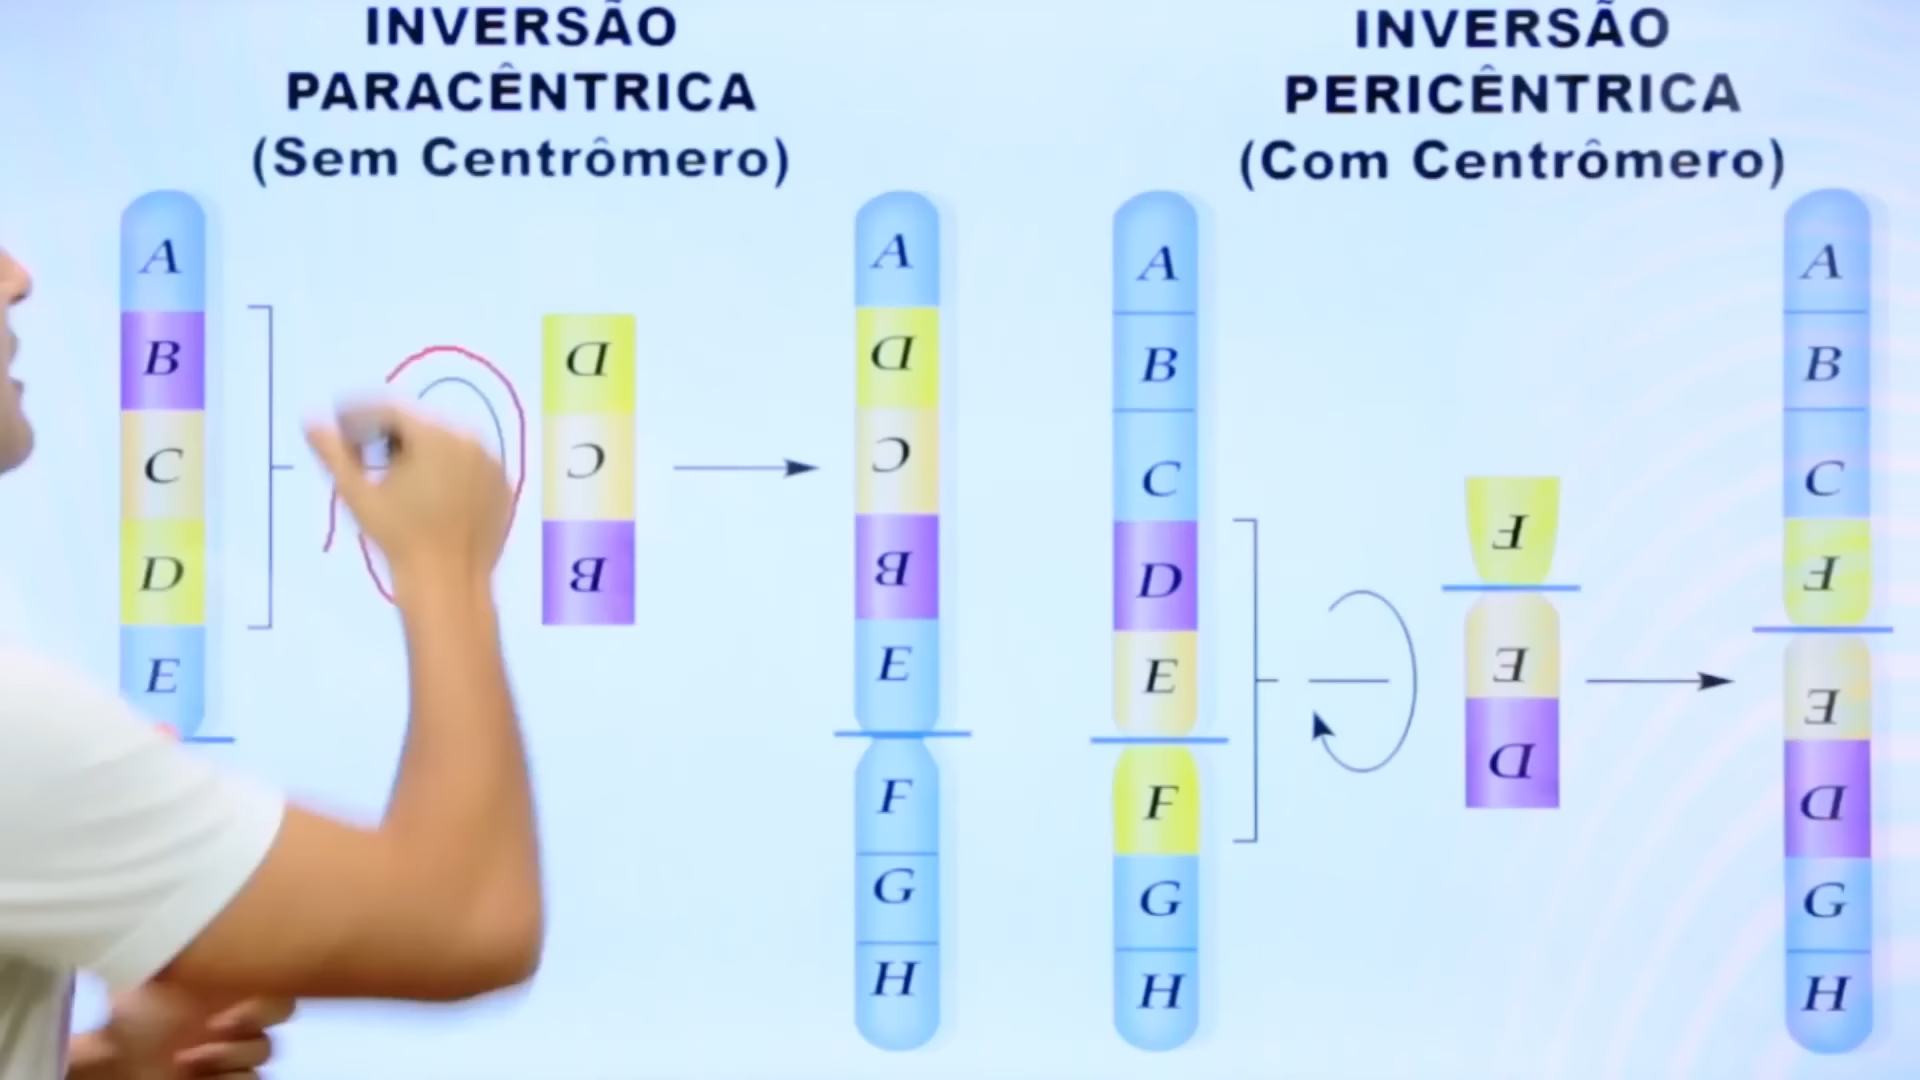 INVERSÃO
PARACÊNTRICA
(Sem Centrômero)
A
B
C
D
E
D
C
B
A
D
C
B
E
F
G
H
INVERSÃO
PERICÊNTRICA
(Com Centrômero)
A
B
C
D
E
F
G
H
F
E
D
A
B
C
F
E
D
G
H